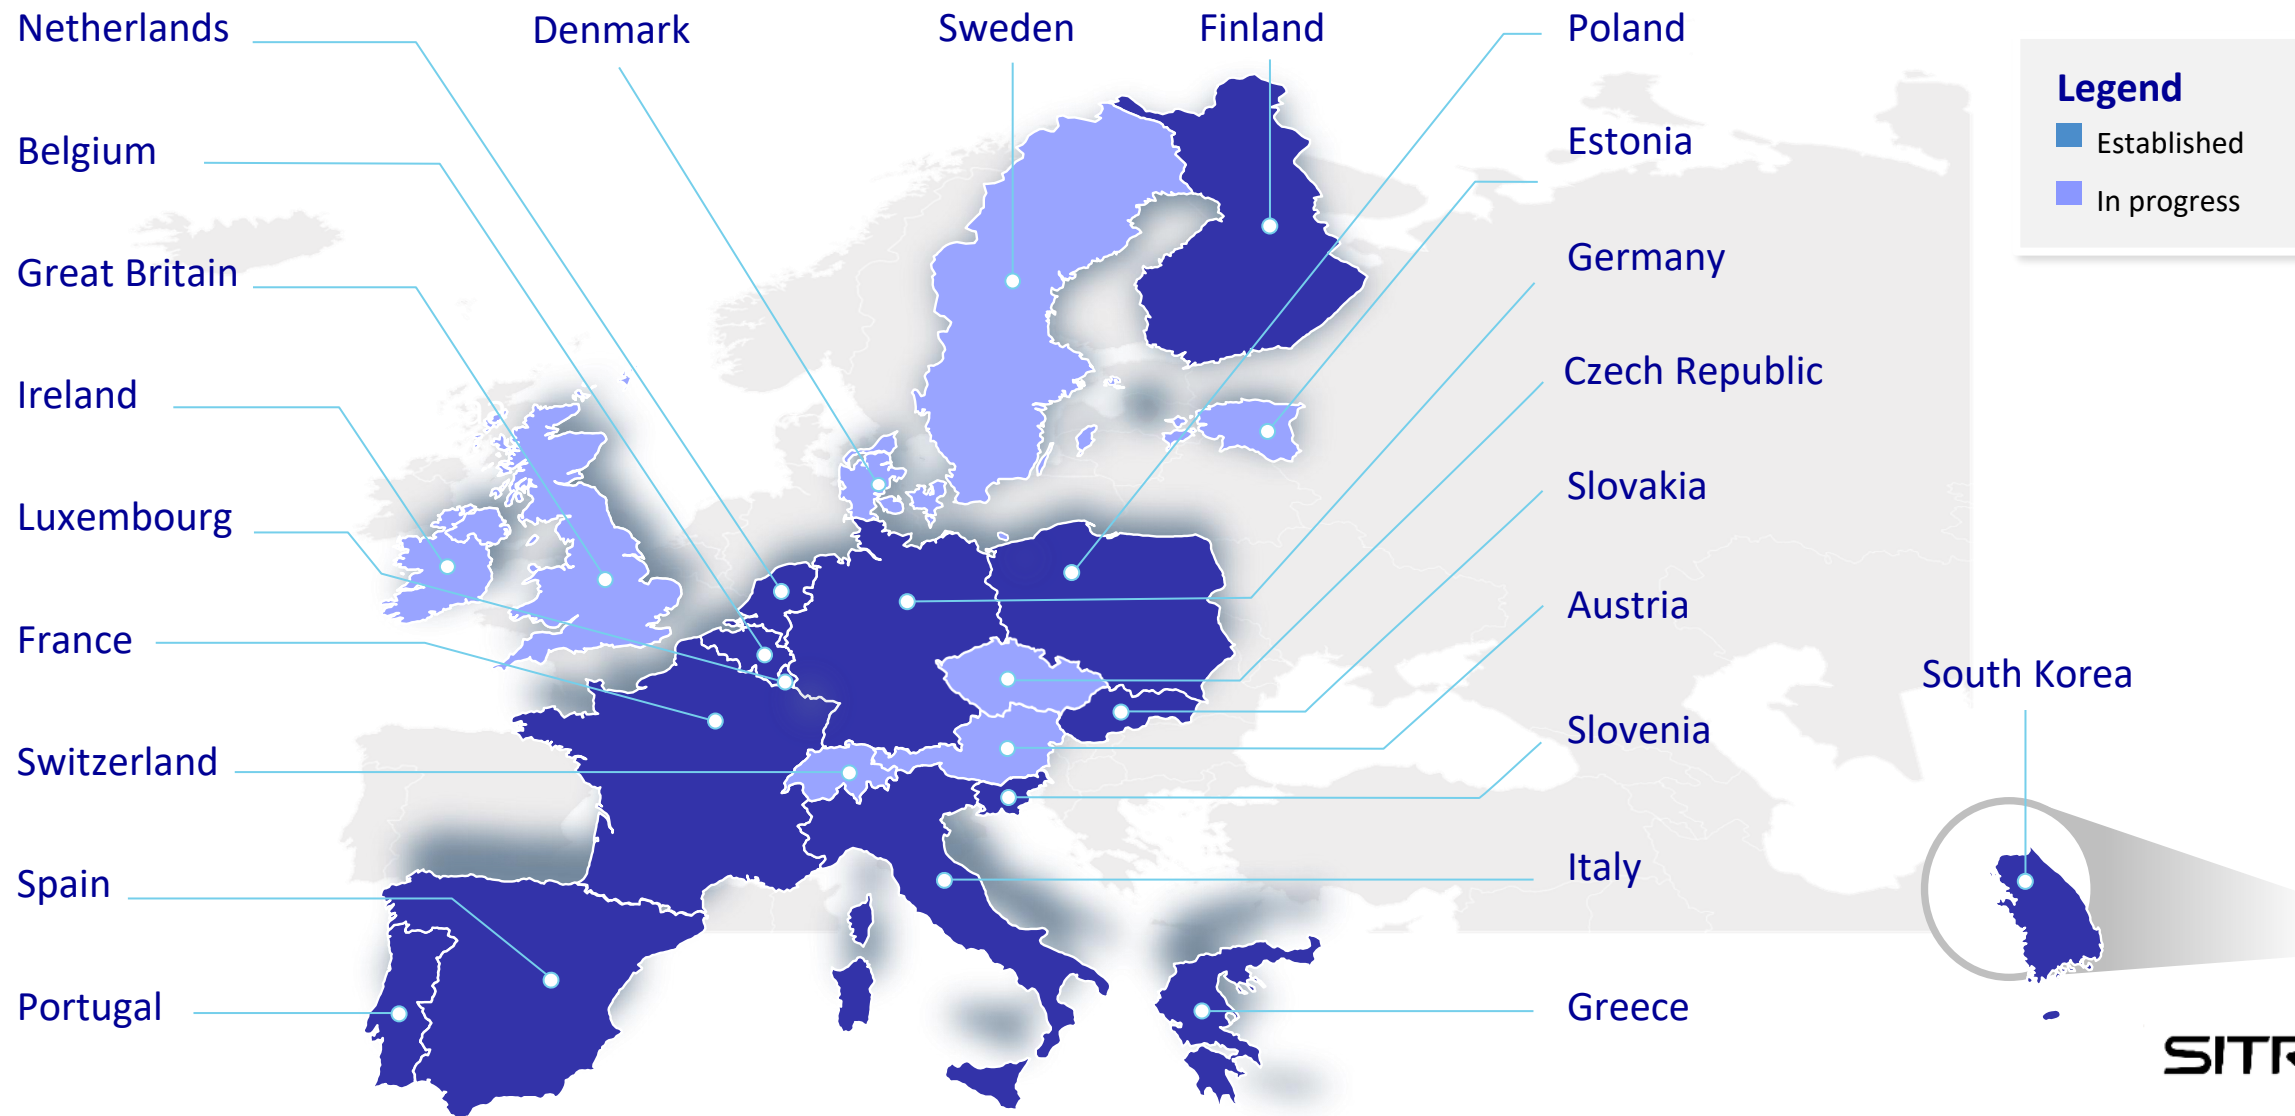 Netherlands
Denmark
Sweden
Finland
Poland
Legend
Established
In progress
Belgium
Estonia
Great Britain
Germany
Ireland
Czech Republic
Luxembourg
Slovakia
France
Austria
South Korea
Switzerland
Slovenia
Spain
Italy
Portugal
Greece
SITR